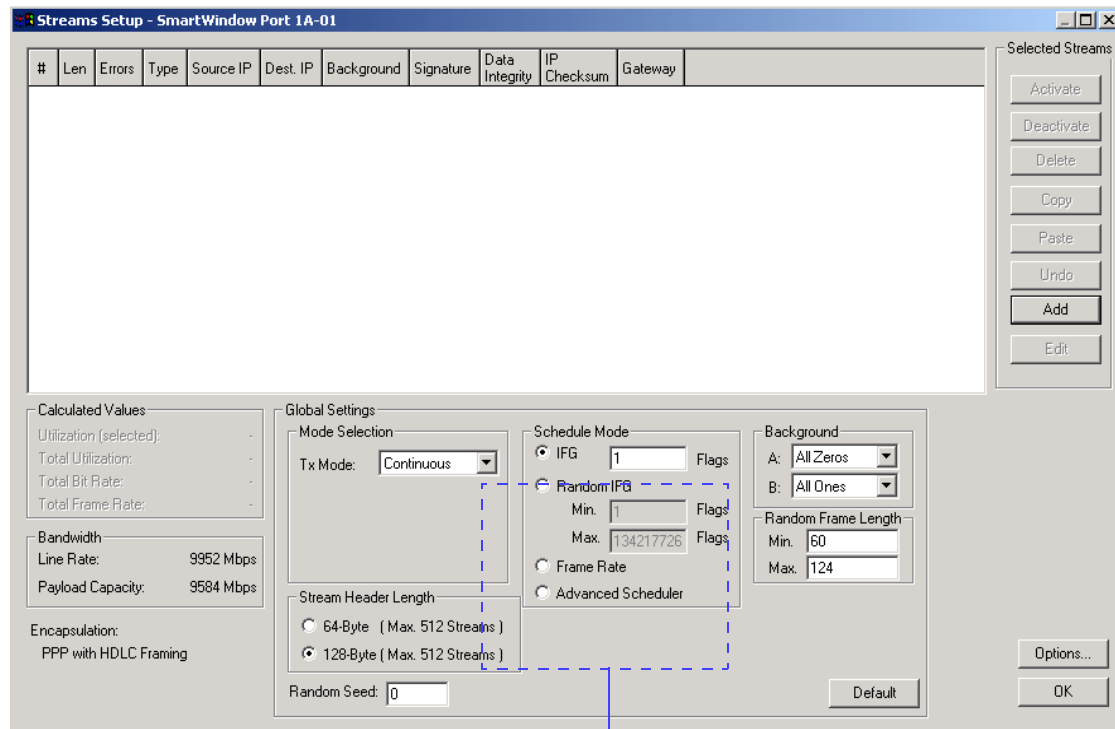 Streams Setup - SmartWindow Port 1A-01
# Len Errors Type Source IP Dest. IP Background Signature Data Integrity IP Checksum Gateway
Selected Streams
Activate
Deactivate
Delete
Copy
Paste
Undo
Add
Edit
Calculated Values
Utilization (selected): -
Total Utilization: -
Total Bit Rate: -
Total Frame Rate: -
Bandwidth
Line Rate: 9952 Mbps
Payload Capacity: 9584 Mbps
Encapsulation:
PPP with HDLC Framing
Global Settings
Mode Selection
Tx Mode: Continuous
Stream Header Length
64-Byte ( Max. 512 Streams )
128-Byte ( Max. 512 Streams )
Random Seed: 0
Schedule Mode
IFG 1 Flags
Random IFG
Min. 1 Flags
Max. 134217726 Flags
Frame Rate
Advanced Scheduler
Background
A: All Zeros
B: All Ones
Random Frame Length
Min. 60
Max. 124
Default
Options...
OK